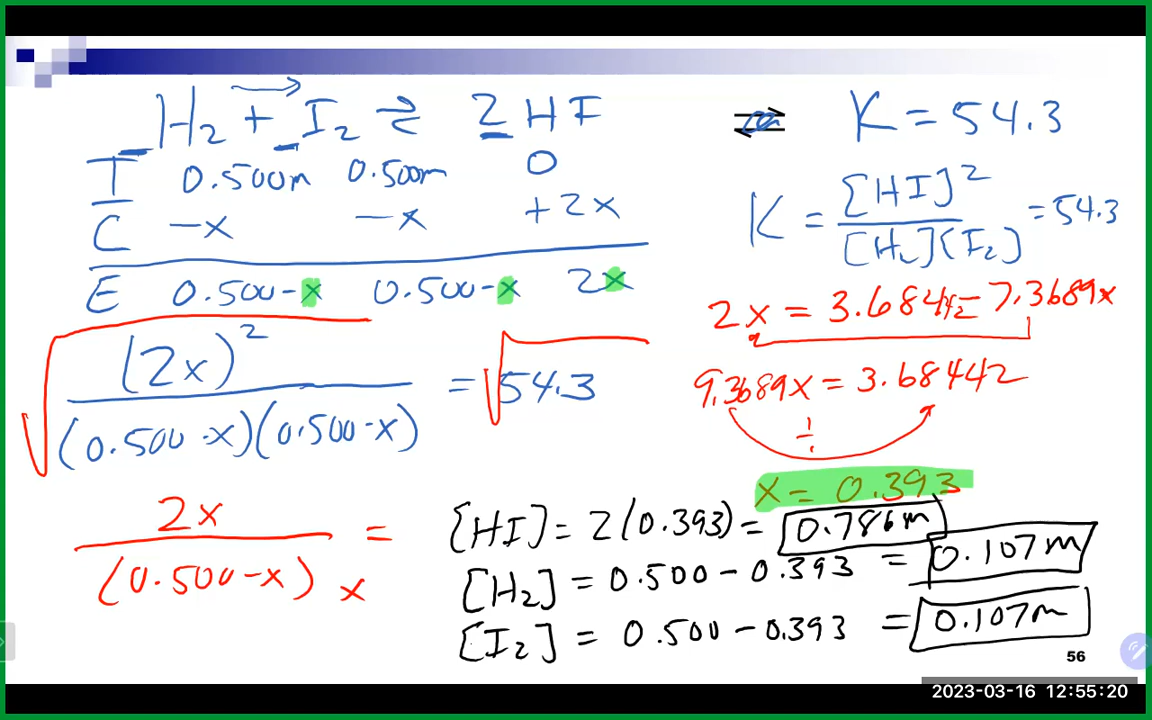 H₂ + I₂ ⇌ 2HI
I 0.500m 0.500m 0
C -x -x +2x
E 0.500-x 0.500-x 2x
(2x)² / (0.500-x)(0.500-x) = √54.3
2x / (0.500-x) =
x
⇌ K = 54.3
K = [HI]² / [H₂][I₂] = 54.3
2x = 3.68442 - 7.3689x
9.3689x = 3.68442
÷
x = 0.393
[HI] = 2(0.393) = 0.786m
[H₂] = 0.500 - 0.393 = 0.107m
[I₂] = 0.500 - 0.393 = 0.107m
56
2023-03-16 12:55:20